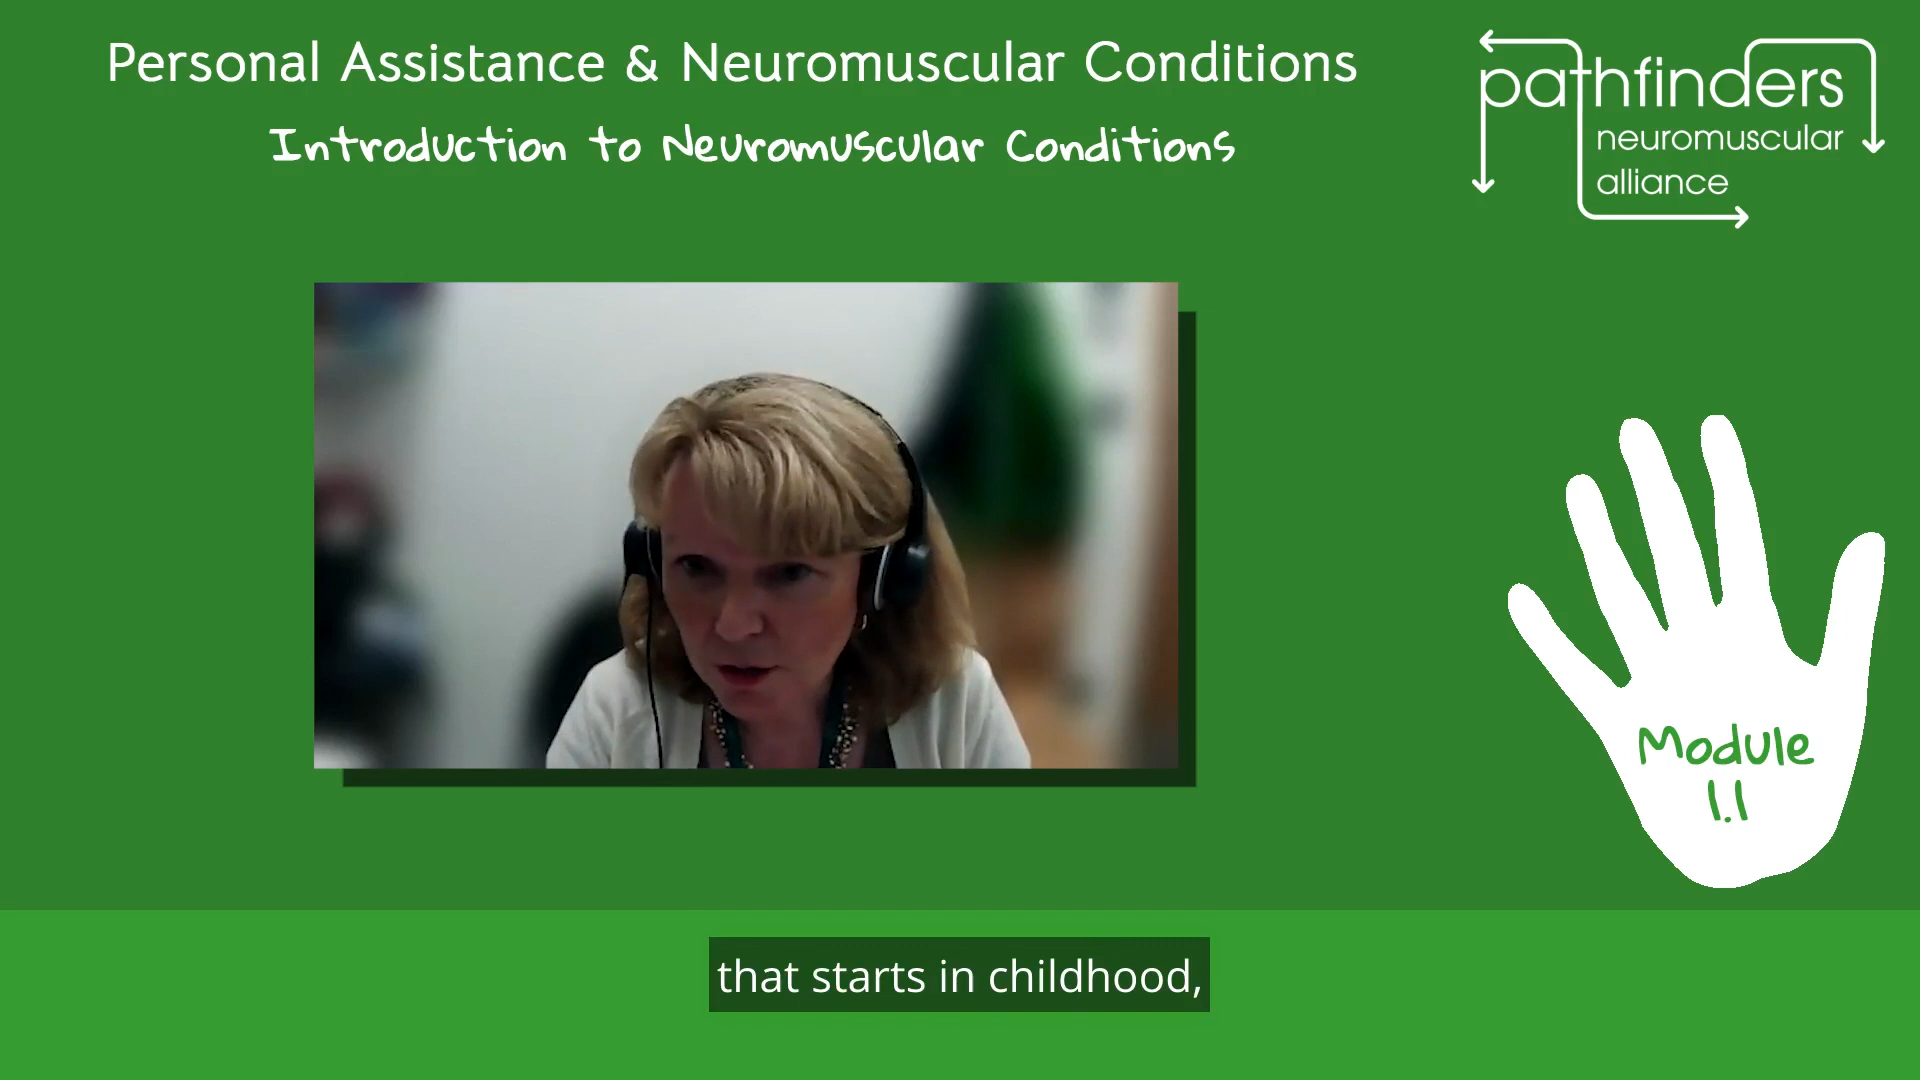 Personal Assistance & Neuromuscular Conditions
Introduction to Neuromuscular Conditions
pathfinders
neuromuscular
alliance
Module
1.1
that starts in childhood,